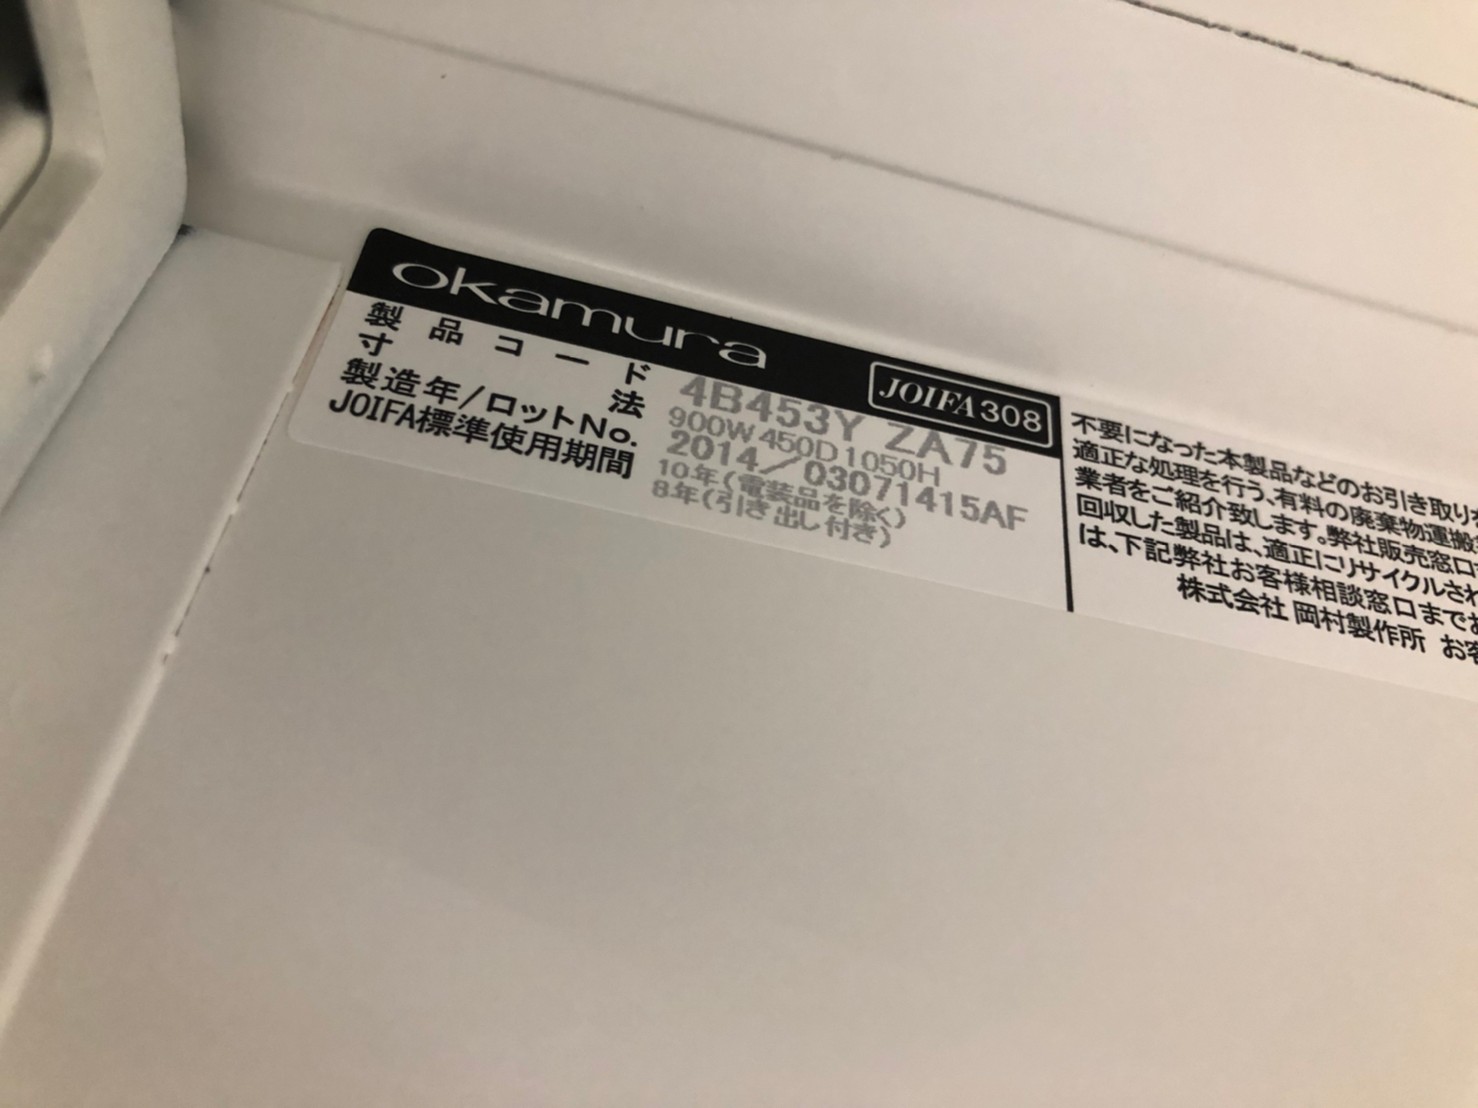 okamura
JOIFA308
製品コード 4B453Y ZA75
寸法 900W450D1050H
製造年/ロットNo. 2014/03071415AF
JOIFA標準使用期間 10年(電装品を除く)
8年(引き出し付き)
不要になった本製品などのお引き取り
適正な処理を行う、有料の廃棄物運搬
業者をご紹介致します。弊社販売窓口
回収した製品は、適正にリサイクルされ
は、下記弊社お客様相談窓口まで
株式会社 岡村製作所 お客